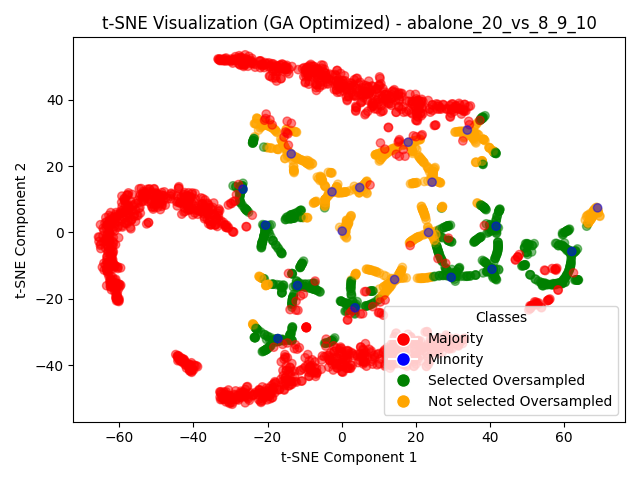 t-SNE Visualization (GA Optimized) - abalone_20_vs_8_9_10
t-SNE Component 2
40
20
0
−20
−40
−60
−40
−20
0
20
40
60
t-SNE Component 1
Classes
Majority
Minority
Selected Oversampled
Not selected Oversampled